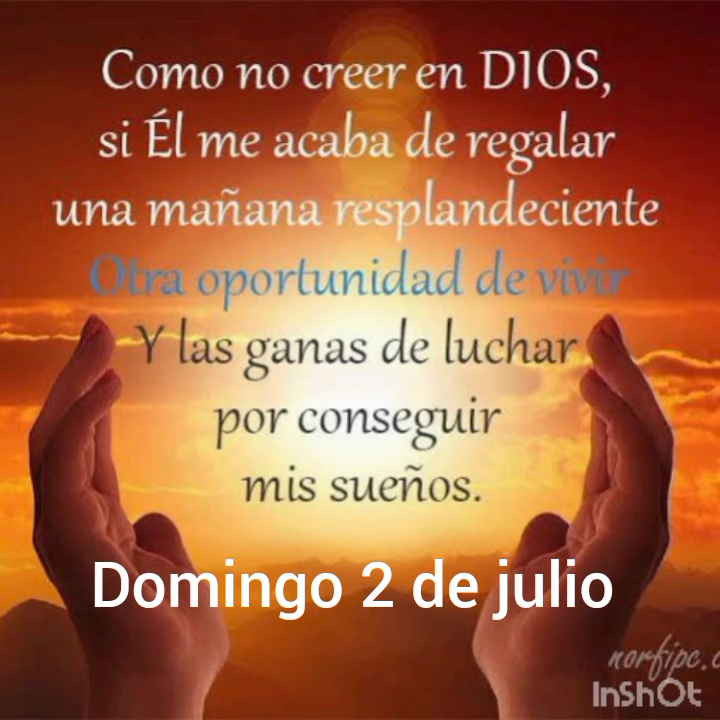 Como no creer en DIOS,
si Él me acaba de regalar
una mañana resplandeciente
Otra oportunidad de vivir
Y las ganas de luchar
por conseguir
mis sueños.
Domingo 2 de julio
norfipc.c
InShOt